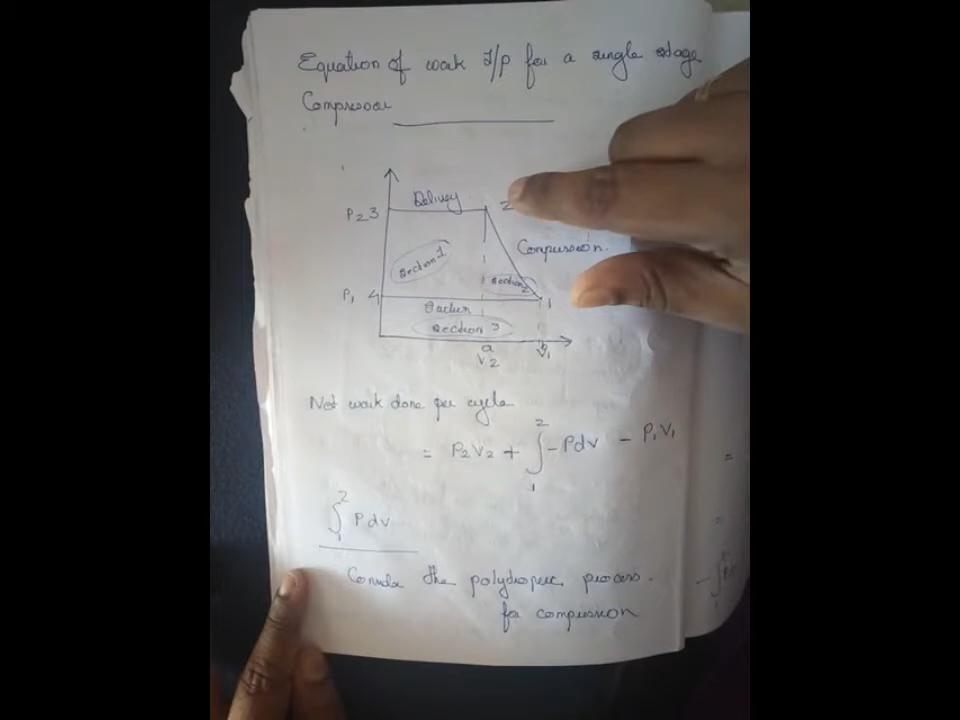 Equation of work I/p for a single stage
Compressor
Delivery
P2 3
2
Compression.
Section 1
Section 2
P1 4
1
Suction
Section 3
a
b
V2
V1
Net work done per cycle
= P2V2 + ∫₁² -Pdv - P1V1
∫₁² Pdv
Consider the polytropic process.
for compression
=
=